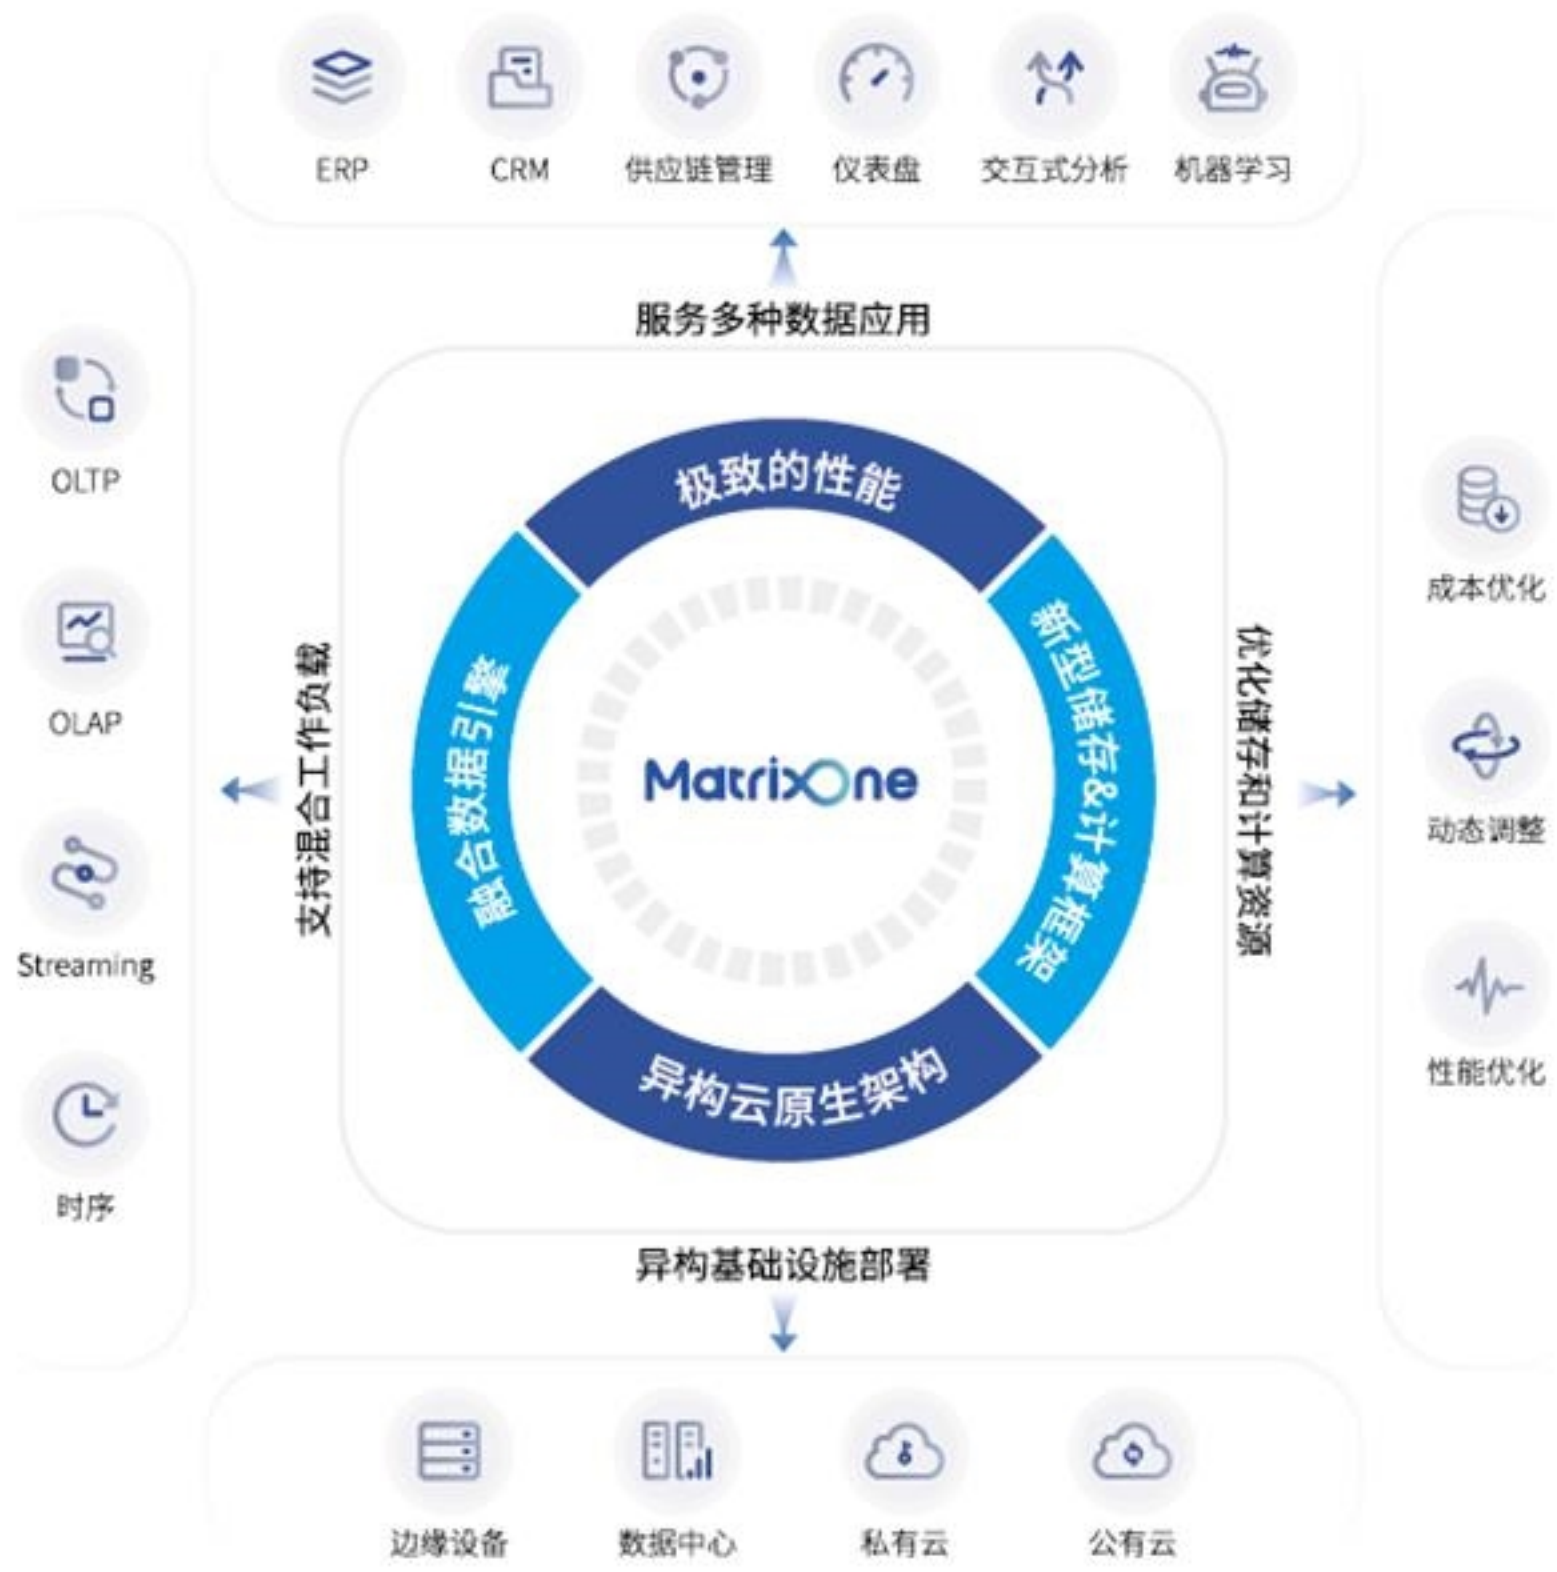 ERP
CRM
供应链管理
仪表盘
交互式分析
机器学习
服务多种数据应用
OLTP
OLAP
Streaming
时序
支持混合工作负载
极致的性能
融合数据引擎
MatrixOne
新型储存&计算框架
异构云原生架构
优化储存和计算资源
成本优化
动态调整
性能优化
异构基础设施部署
边缘设备
数据中心
私有云
公有云